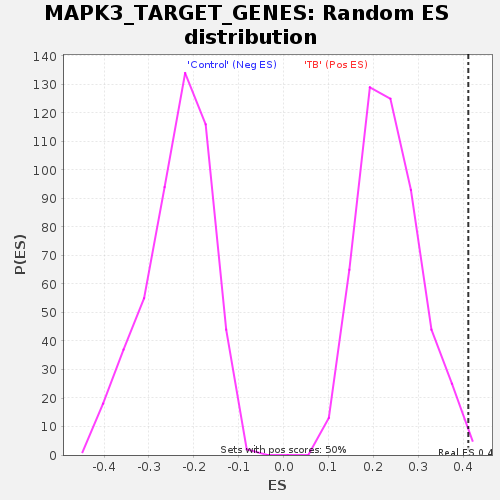 MAPK3_TARGET_GENES: Random ES
distribution
'Control' (Neg ES) 'TB' (Pos ES)
140
130
120
110
100
90
80
70
60
50
40
30
20
10
0
P(ES)
Sets with pos scores: 50%
Real ES 0.4
-0.4 -0.3 -0.2 -0.1 0.0 0.1 0.2 0.3 0.4
ES